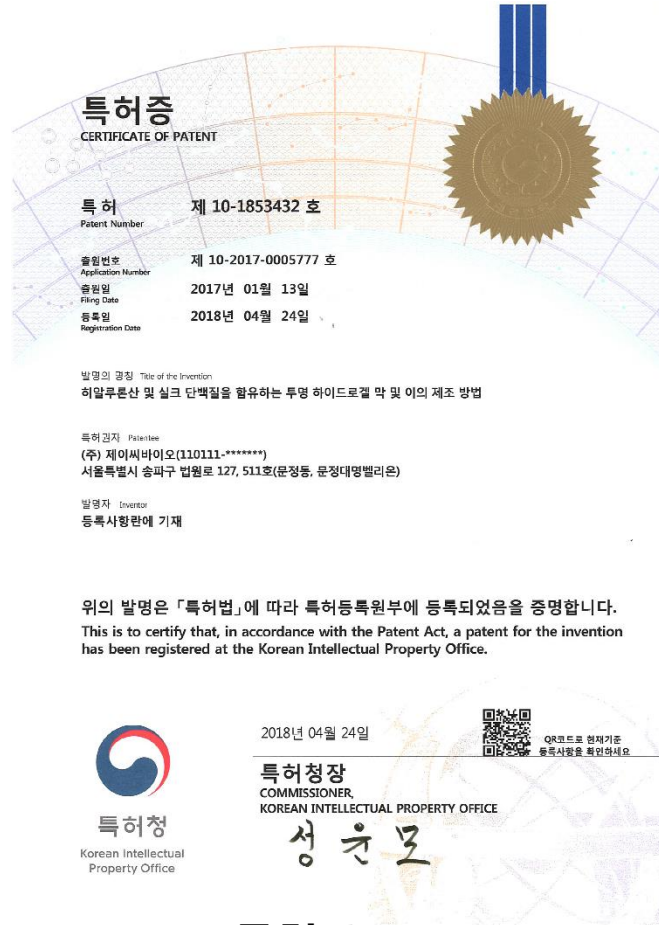 특허증
CERTIFICATE OF PATENT
특 허 제 10-1853432 호
Patent Number
출원번호 제 10-2017-0005777 호
Application Number
출원일 2017년 01월 13일
Filing Date
등록일 2018년 04월 24일
Registration Date
발명의 명칭 Title of the Invention
히알루론산 및 실크 단백질을 함유하는 투명 하이드로겔 막 및 이의 제조 방법
특허권자 Patentee
(주) 제이씨바이오(110111-*******)
서울특별시 송파구 법원로 127, 511호(문정동, 문정대명벨리온)
발명자 Inventor
등록사항란에 기재
위의 발명은 「특허법」에 따라 특허등록원부에 등록되었음을 증명합니다.
This is to certify that, in accordance with the Patent Act, a patent for the invention
has been registered at the Korean Intellectual Property Office.
2018년 04월 24일
QR코드로 현재기준
등록사항을 확인하세요
특허청장
COMMISSIONER,
KOREAN INTELLECTUAL PROPERTY OFFICE
성윤모
특허청
Korean Intellectual
Property Office